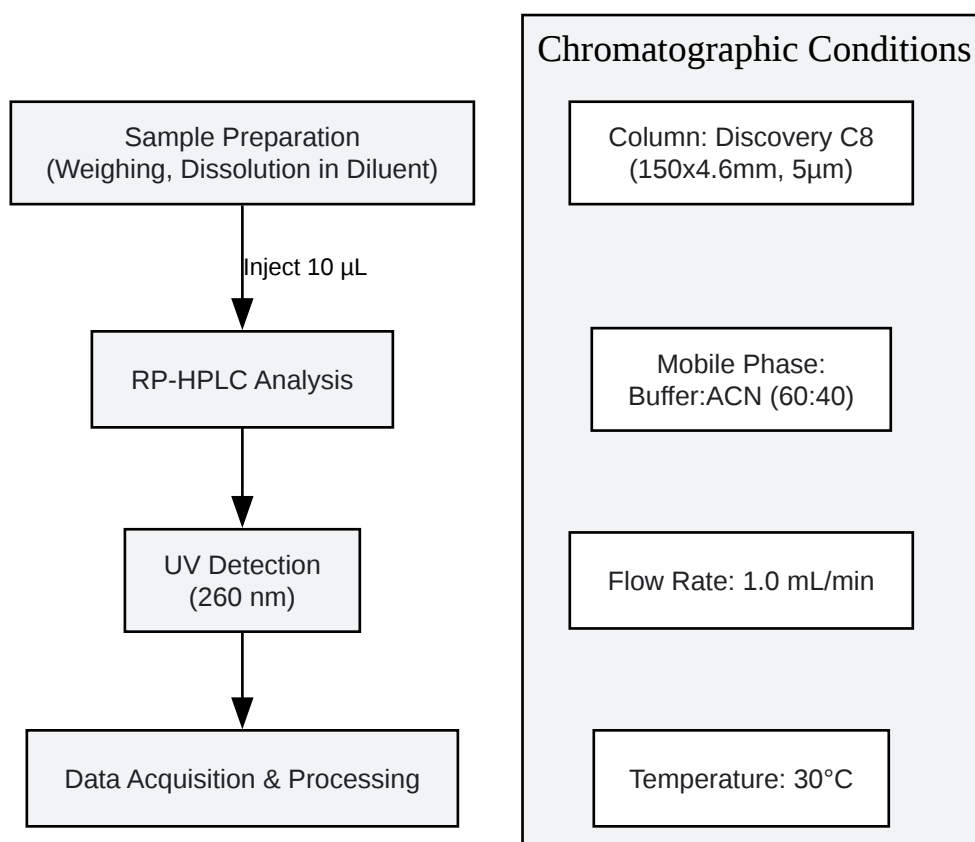 Sample Preparation
(Weighing, Dissolution in Diluent)
Inject 10 µL
RP-HPLC Analysis
UV Detection
(260 nm)
Data Acquisition & Processing
Chromatographic Conditions
Column: Discovery C8
(150x4.6mm, 5µm)
Mobile Phase:
Buffer:ACN (60:40)
Flow Rate: 1.0 mL/min
Temperature: 30°C